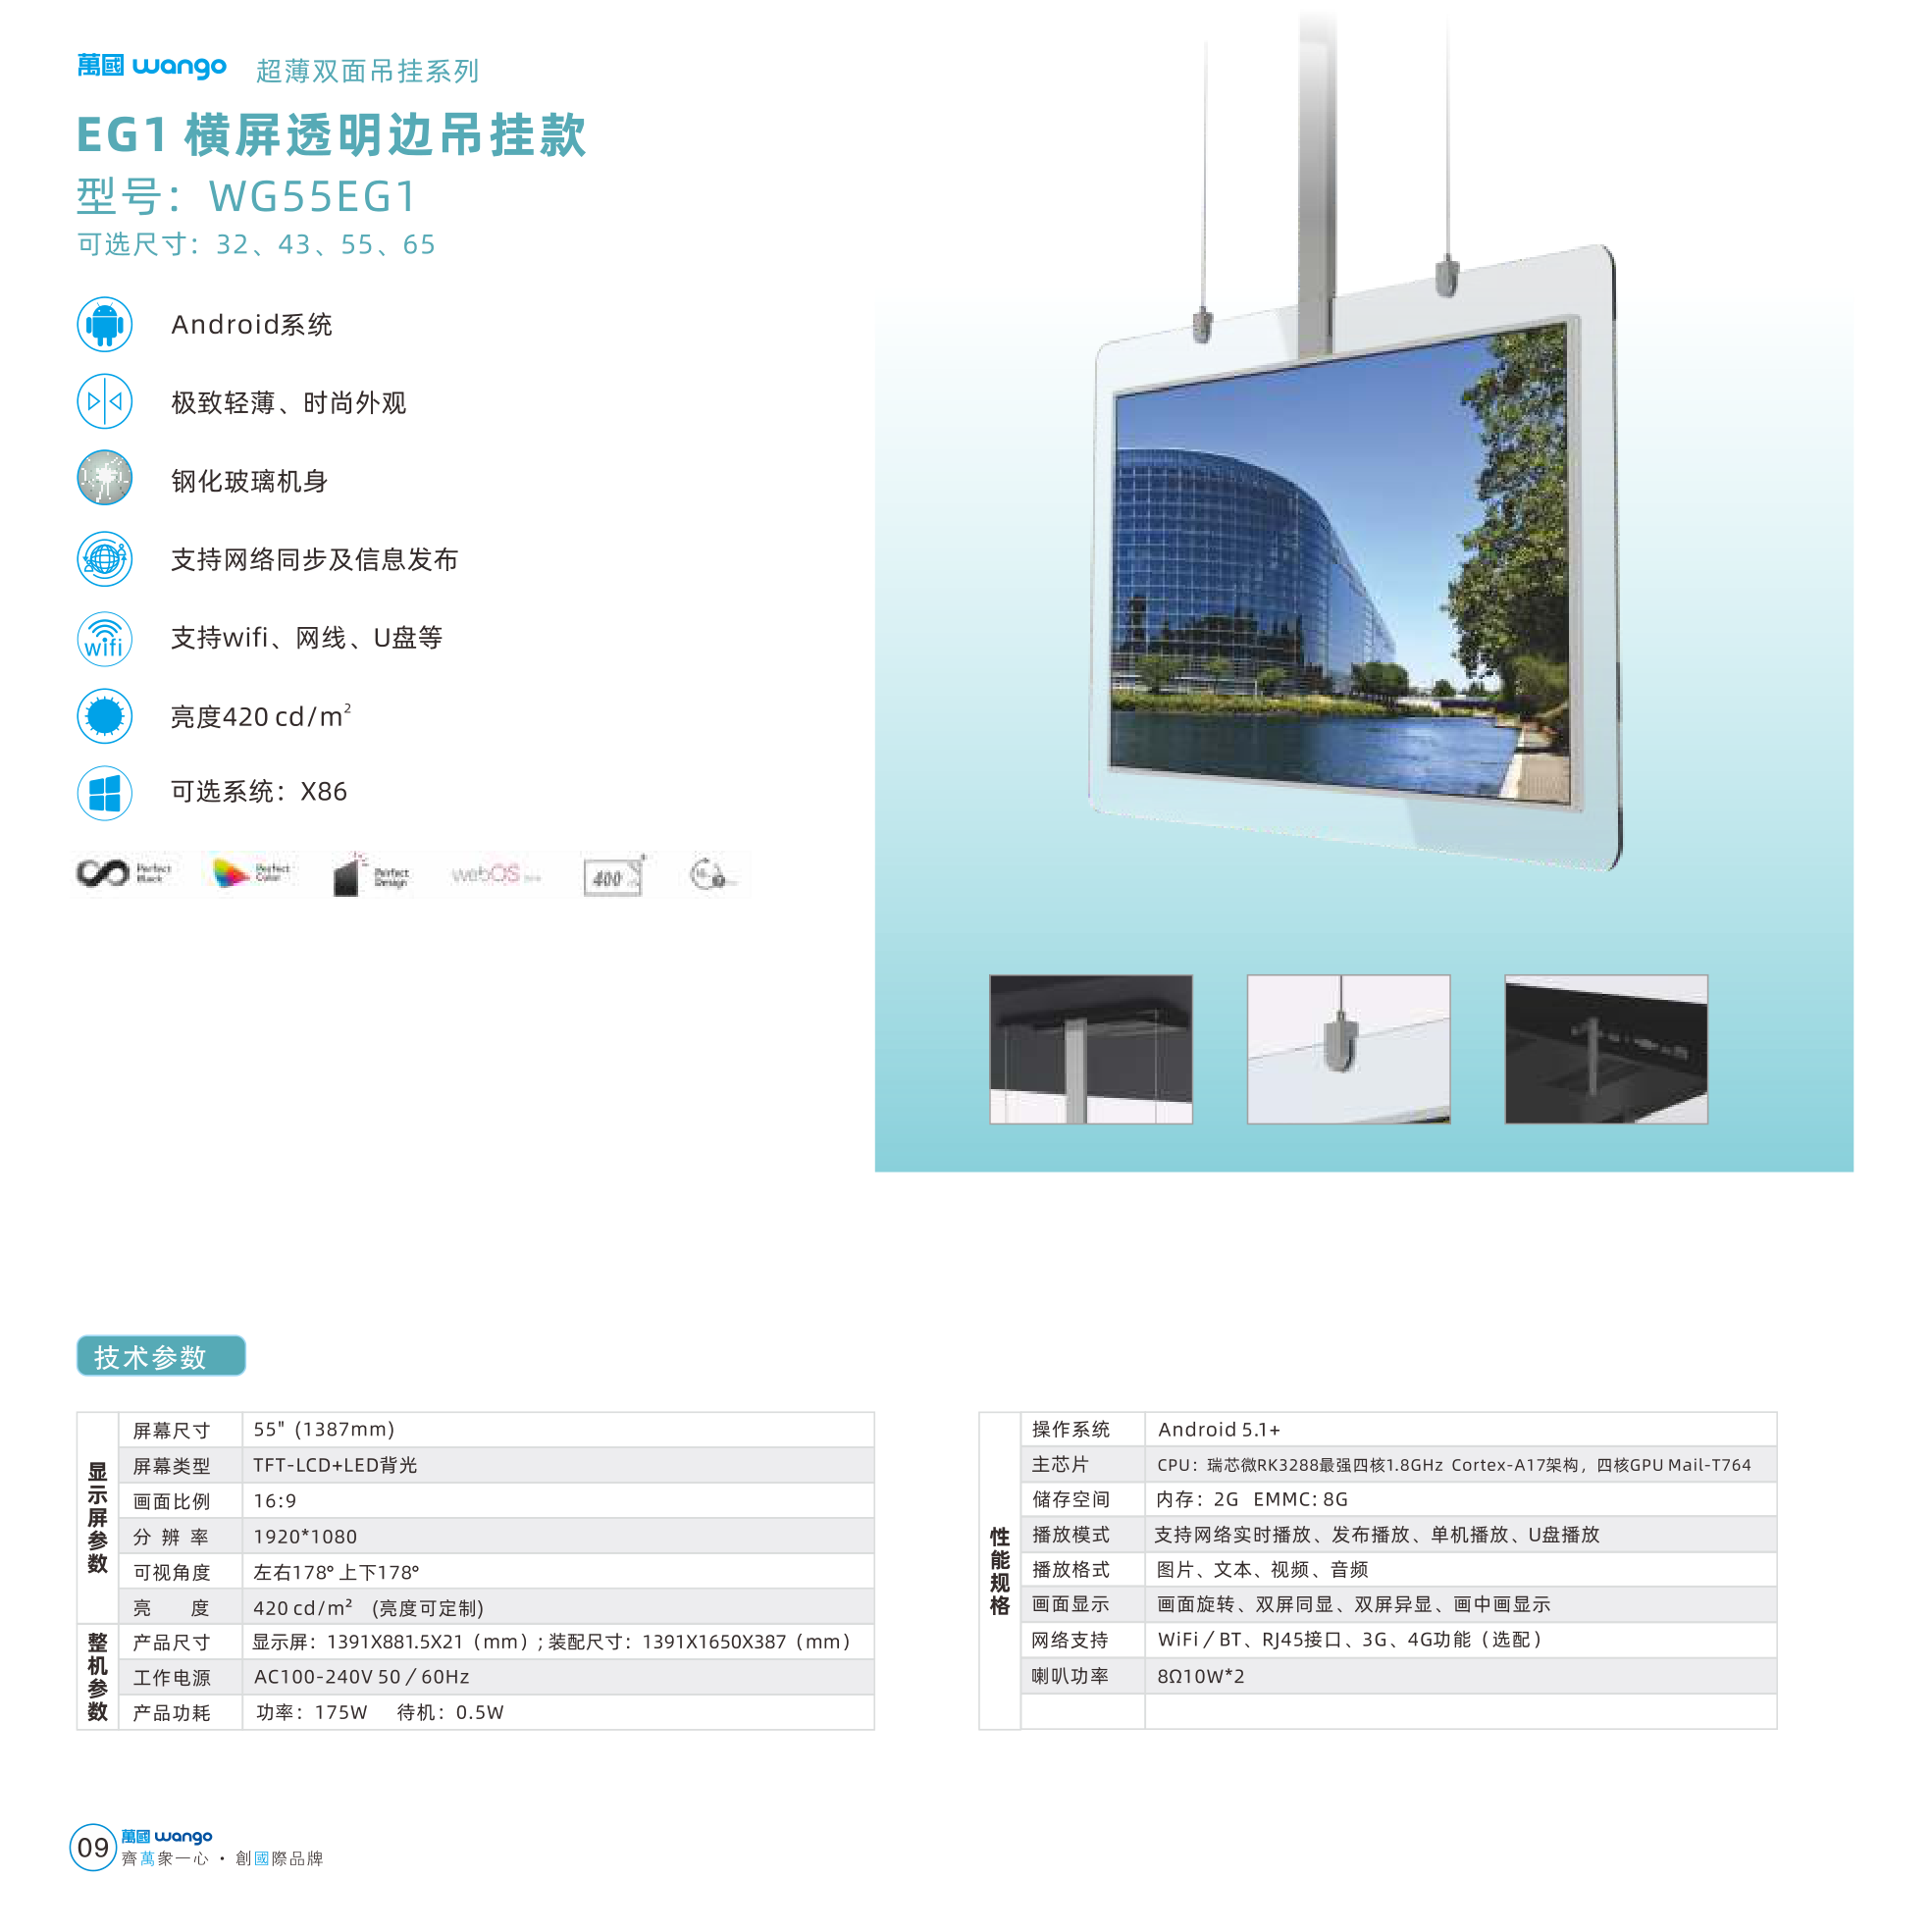 萬國 wango 超薄双面吊挂系列
EG1 横屏透明边吊挂款
型号：WG55EG1
可选尺寸：32、43、55、65
Android系统
极致轻薄、时尚外观
钢化玻璃机身
支持网络同步及信息发布
wifi
支持wifi、网线、U盘等
亮度420 cd/m²
可选系统：X86
Perfect Black
Perfect Color
Perfect Design
webOS
400
技术参数
显示屏参数
屏幕尺寸 55" (1387mm)
屏幕类型 TFT-LCD+LED背光
画面比例 16:9
分 辨 率 1920*1080
可视角度 左右178° 上下178°
亮 度 420 cd/m² (亮度可定制)
整机参数
产品尺寸 显示屏：1391X881.5X21（mm）; 装配尺寸：1391X1650X387（mm）
工作电源 AC100-240V 50／60Hz
产品功耗 功率：175W 待机：0.5W
性能规格
操作系统 Android 5.1+
主芯片 CPU：瑞芯微RK3288最强四核1.8GHz Cortex-A17架构，四核GPU Mail-T764
储存空间 内存：2G EMMC: 8G
播放模式 支持网络实时播放、发布播放、单机播放、U盘播放
播放格式 图片、文本、视频、音频
画面显示 画面旋转、双屏同显、双屏异显、画中画显示
网络支持 WiFi／BT、RJ45接口、3G、4G功能（选配）
喇叭功率 8Ω10W*2
09 萬國 wango
齊萬衆一心 · 創國際品牌